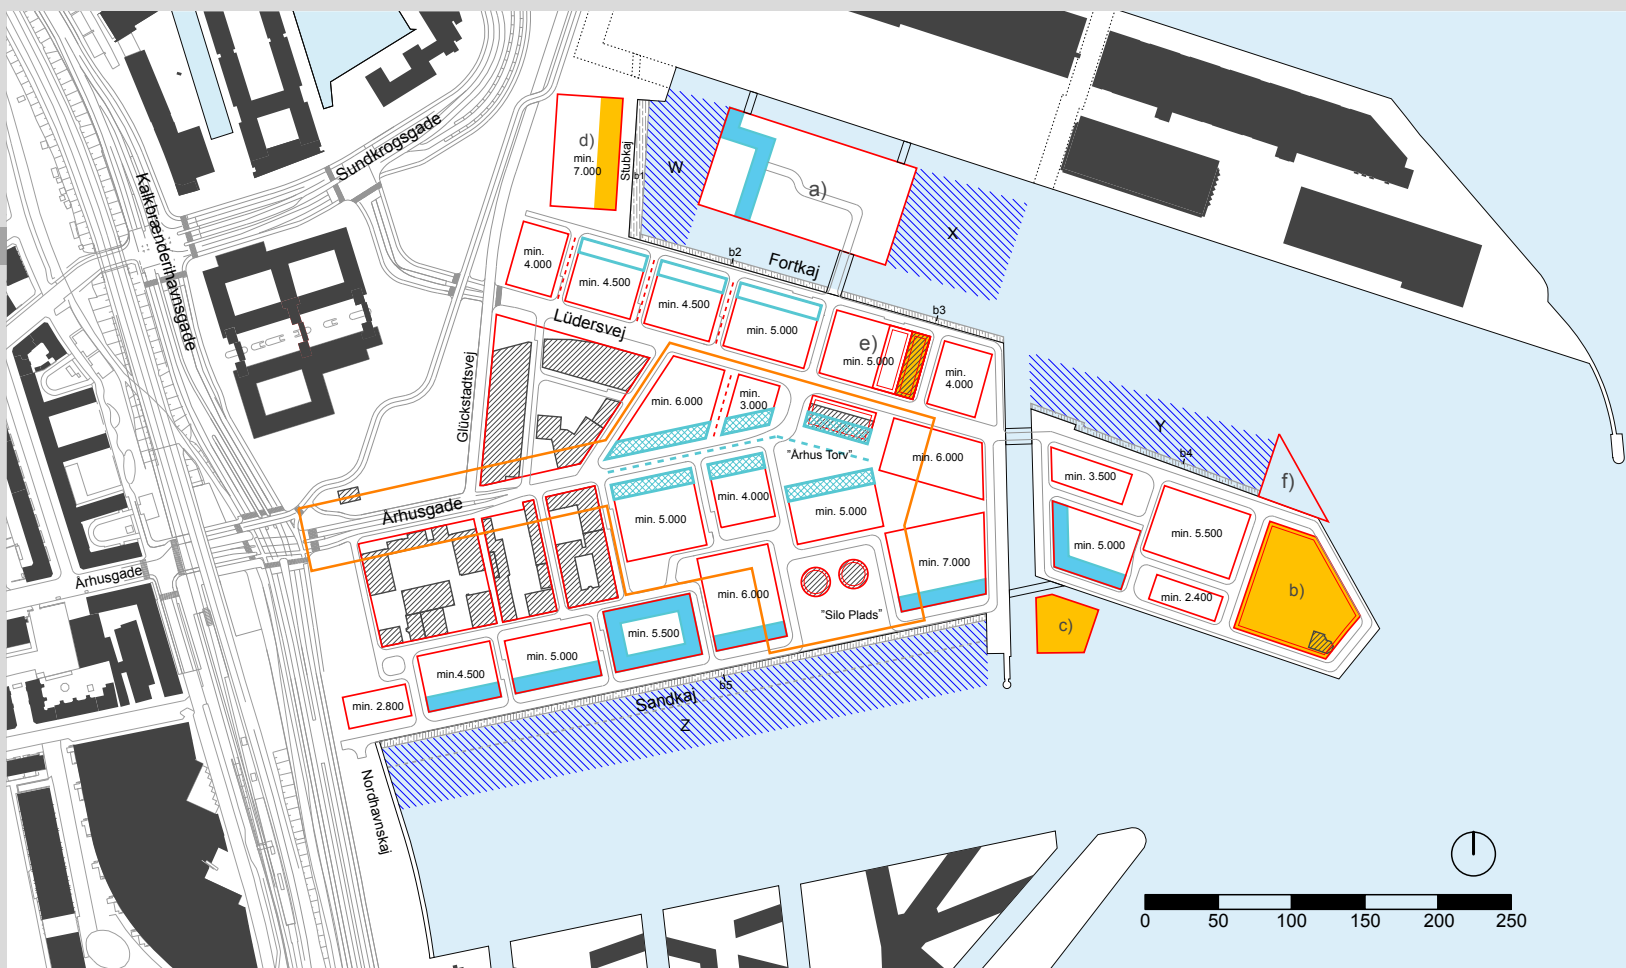 Sundkrogsgade
Kalkbrænderihavnsgade
d)
min.
7.000
Stubkaj
b1
W
a)
X
b2
Fortkaj
b3
min.
4.000
min. 4.500
min. 4.500
min. 5.000
e)
min. 5.000
min.
4.000
Lüdersvej
Glückstadtsvej
min. 6.000
min.
3.000
"Århus Torv"
min. 6.000
Y
b4
f)
min. 3.500
min. 5.500
min. 5.000
min. 2.400
b)
c)
Århusgade
min. 5.000
min. 4.000
min. 5.000
min. 7.000
Århusgade
min. 6.000
"Silo Plads"
min. 5.500
min. 5.000
min.4.500
min. 2.800
b5
Sandkaj
Z
Nordhavnskaj
0 50 100 150 200 250